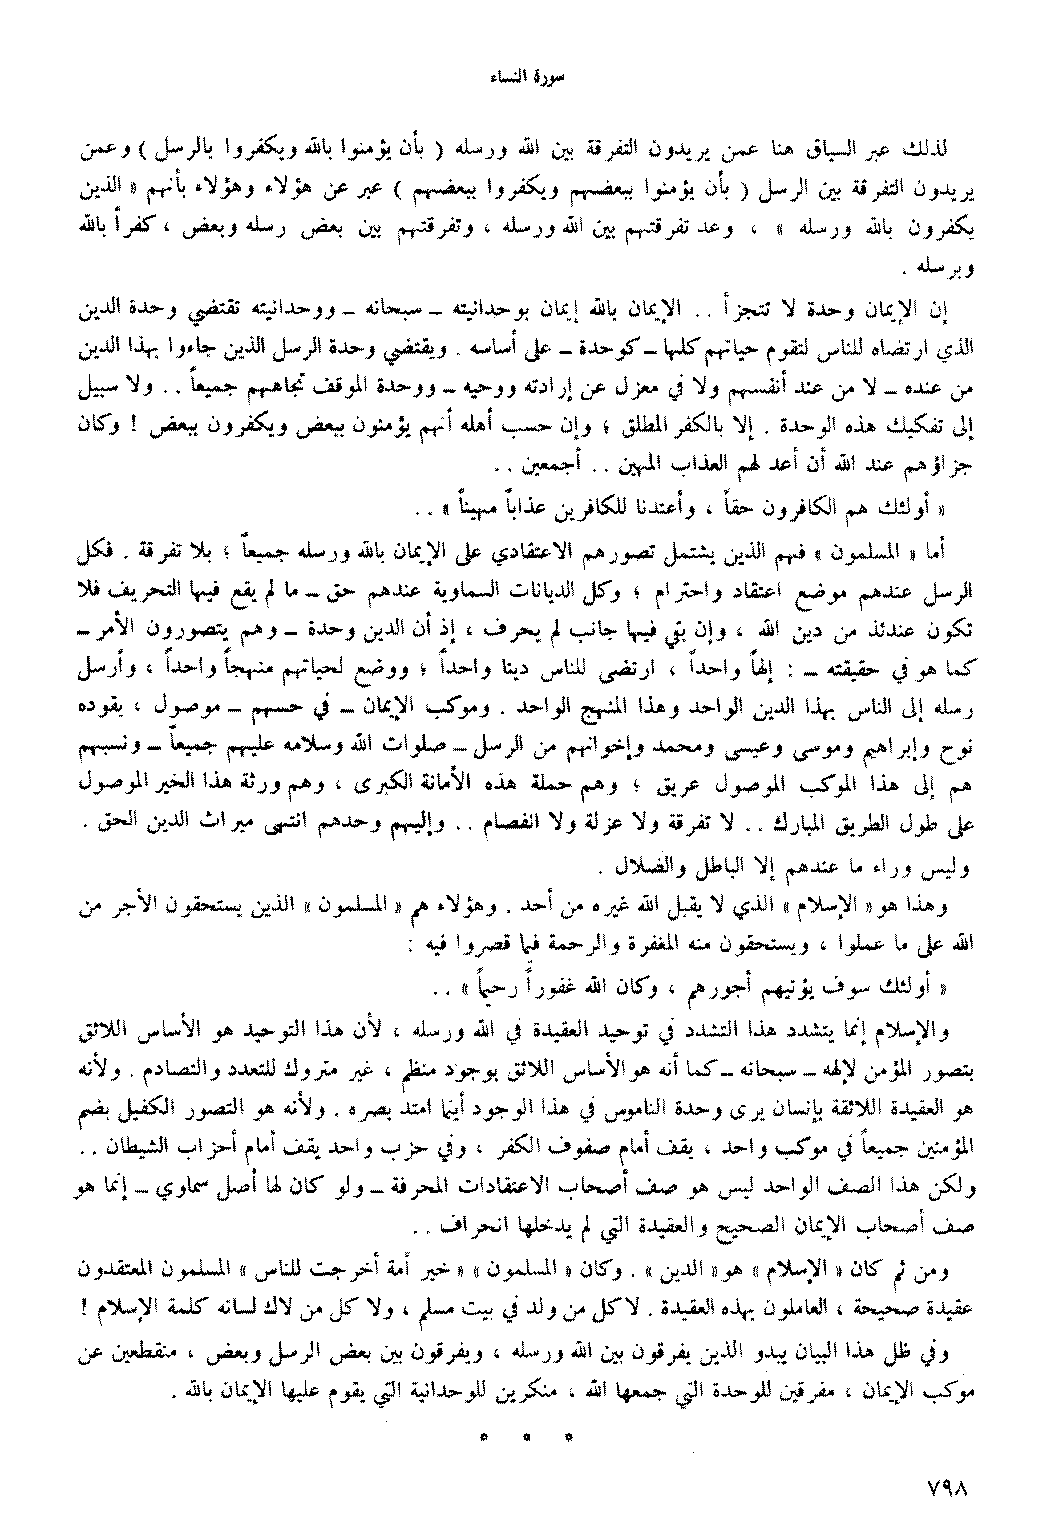 سورة النساء
لذلك عبر السياق هنا عمن يريدون التفرقة بين الله ورسله ( بأن يؤمنوا بالله ويكفروا بالرسل ) وعمن
يريدون التفرقة بين الرسل ( بأن يؤمنوا ببعضهم ويكفروا ببعضهم ) عبر عن هؤلاء وهؤلاء بأنهم « الذين
يكفرون بالله ورسله » ، وعد تفرقتهم بين الله ورسله ، وتفرقتهم بين بعض رسله وبعض ، كفراً بالله
وبرسله .
إن الإيمان وحدة لا تتجزأ .. الإيمان بالله إيمان بوحدانيته – سبحانه – ووحدانيته تقتضي وحدة الدين
الذي ارتضاه للناس لتقوم حياتهم كلها – كوحدة – على أساسه . ويقتضي وحدة الرسل الذين جاءوا بهذا الدين
من عنده – لا من عند أنفسهم ولا في معزل عن إرادته ووحيه – ووحدة الموقف تجاههم جميعاً .. ولا سبيل
إلى تفكيك هذه الوحدة . إلا بالكفر المطلق ؛ وإن حسب أهله أنهم يؤمنون ببعض ويكفرون ببعض ! وكان
جزاؤهم عند الله أن أعد لهم العذاب المهين .. أجمعين ..
« أولئك هم الكافرون حقاً ، وأعتدنا للكافرين عذاباً مهيناً » ..
أما « المسلمون » فهم الذين يشتمل تصورهم الاعتقادي على الإيمان بالله ورسله جميعاً ؛ بلا تفرقة . فكل
الرسل عندهم موضع اعتقاد واحترام ؛ وكل الديانات السماوية عندهم حق – ما لم يقع فيها التحريف فلا
تكون عندئذ من دين الله ، وإن بقي فيها جانب لم يحرف ، إذ أن الدين وحدة – وهم يتصورون الأمر –
كما هو في حقيقته – : إلهاً واحداً ، ارتضى للناس دينا واحداً ؛ ووضع لحياتهم منهجاً واحداً ، وأرسل
رسله إلى الناس بهذا الدين الواحد وهذا المنهج الواحد . وموكب الإيمان – في حسهم – موصول ، يقوده
نوح وإبراهيم وموسى وعيسى ومحمد وإخوانهم من الرسل – صلوات الله وسلامه عليهم جميعاً – ونسبهم
هم إلى هذا الموكب الموصول عريق ؛ وهم حملة هذه الأمانة الكبرى ، وهم ورثة هذا الخير الموصول
على طول الطريق المبارك .. لا تفرقة ولا عزلة ولا انفصام .. وإليهم وحدهم انتهى ميراث الدين الحق .
وليس وراء ما عندهم إلا الباطل والضلال .
وهذا هو « الإسلام » الذي لا يقبل الله غيره من أحد . وهؤلاء هم « المسلمون » الذين يستحقون الأجر من
الله على ما عملوا ، ويستحقون منه المغفرة والرحمة فيما قصروا فيه :
« أولئك سوف يؤتيهم أجورهم ، وكان الله غفوراً رحيماً » ..
والإسلام إنما يتشدد هذا التشدد في توحيد العقيدة في الله ورسله ، لأن هذا التوحيد هو الأساس اللائق
بتصور المؤمن لإلهه – سبحانه – كما أنه هو الأساس اللائق بوجود منظم ، غير متروك للتعدد والتصادم . ولأنه
هو العقيدة اللائقة بإنسان يرى وحدة الناموس في هذا الوجود أينما امتد بصره . ولأنه هو التصور الكفيل بضم
المؤمنين جميعاً في موكب واحد ، يقف أمام صفوف الكفر ، وفي حزب واحد يقف أمام أحزاب الشيطان ..
ولكن هذا الصف الواحد ليس هو صف أصحاب الاعتقادات المحرفة – ولو كان لها أصل سماوي – إنما هو
صف أصحاب الإيمان الصحيح والعقيدة التي لم يدخلها انحراف ..
ومن ثم كان « الإسلام » هو « الدين » . وكان « المسلمون » « خير أمة أخرجت للناس » المسلمون المعتقدون
عقيدة صحيحة ، العاملون بهذه العقيدة . لا كل من ولد في بيت مسلم ، ولا كل من لاك لسانه كلمة الإسلام !
وفي ظل هذا البيان يبدو الذين يفرقون بين الله ورسله ، ويفرقون بين بعض الرسل وبعض ، منقطعين عن
موكب الإيمان ، مفرقين للوحدة التي جمعها الله ، منكرين للوحدانية التي يقوم عليها الإيمان بالله .
* * *
٧٩٨